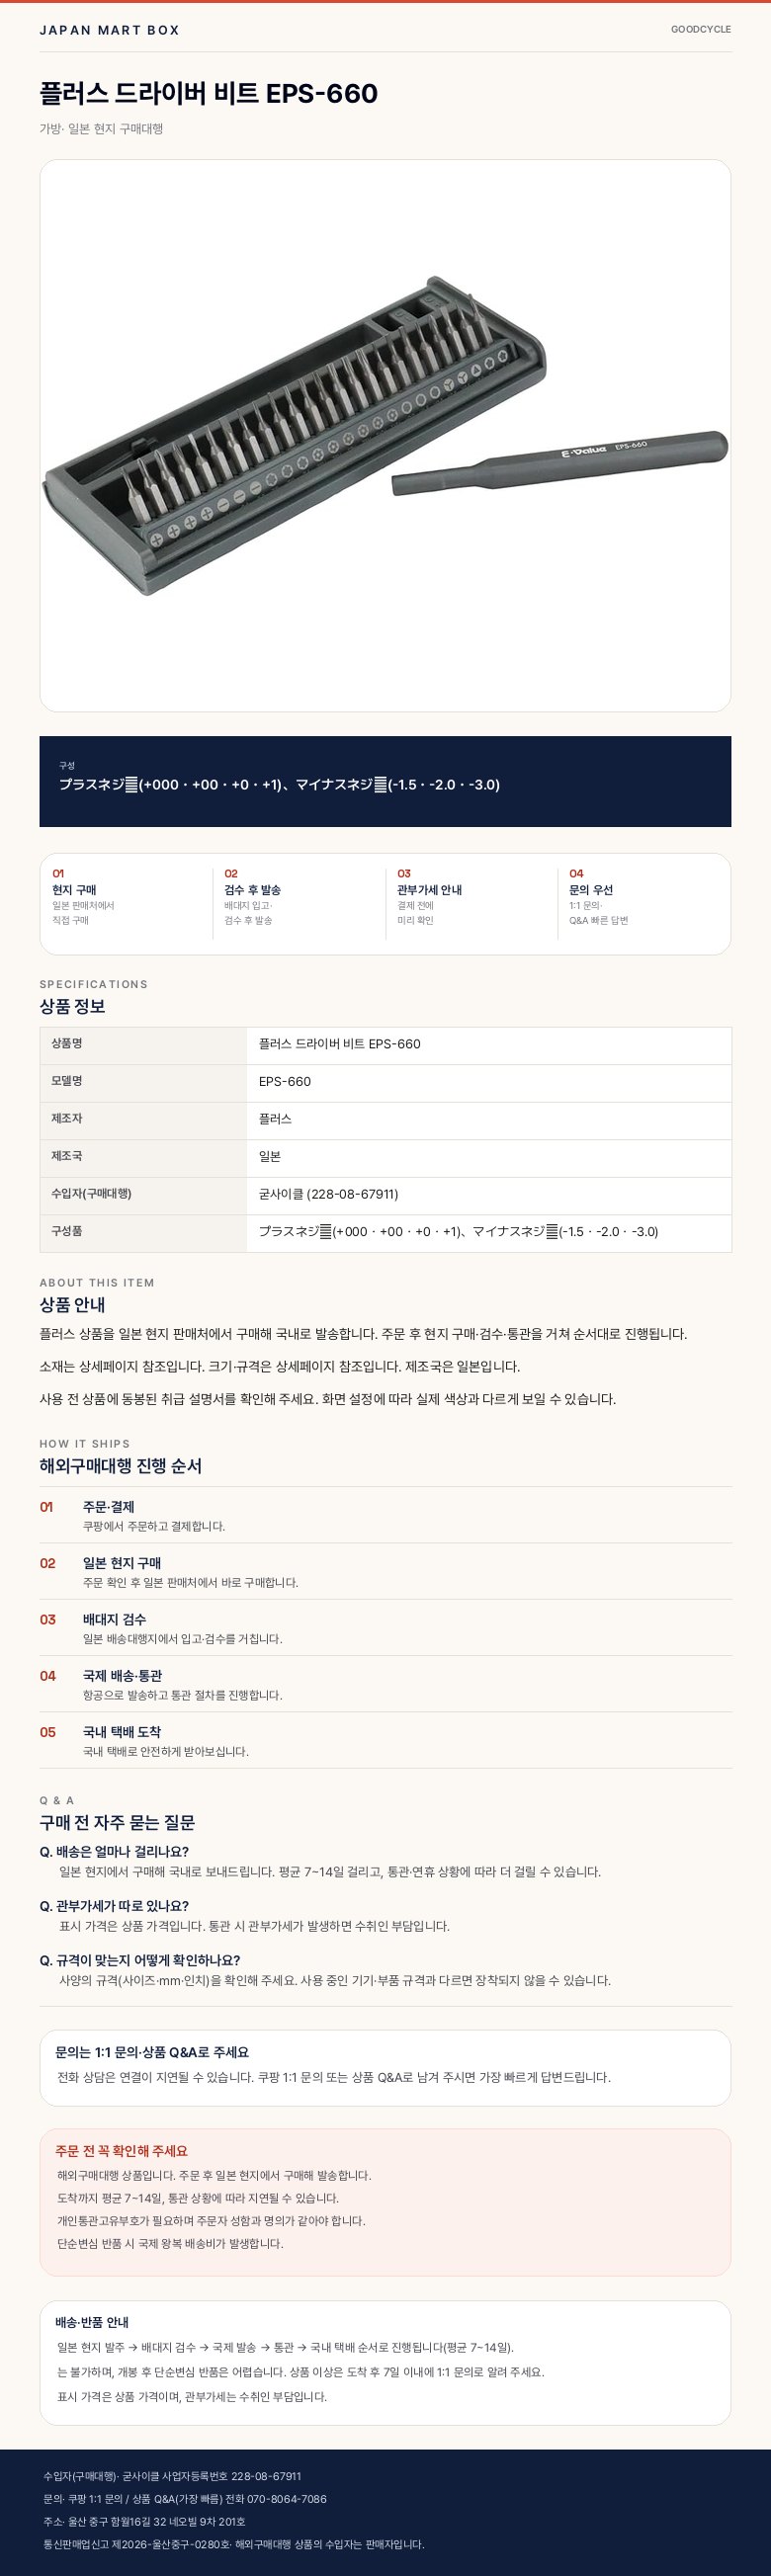 JAPAN MART BOX
GOODCYCLE
플러스 드라이버 비트 EPS-660
가방· 일본 현지 구매대행
E-Value EPS-660
구성
プラスネジ䥺(+000・+00・+0・+1)、マイナスネジ䥺(-1.5・-2.0・-3.0)
01
현지 구매
일본 판매처에서
직접 구매
02
검수 후 발송
배대지 입고·
검수 후 발송
03
관부가세 안내
결제 전에
미리 확인
04
문의 우선
1:1 문의·
Q&A 빠른 답변
SPECIFICATIONS
상품 정보
상품명 플러스 드라이버 비트 EPS-660
모델명 EPS-660
제조자 플러스
제조국 일본
수입자(구매대행) 굳사이클 (228-08-67911)
구성품 プラスネジ(+000・+00・+0・+1)、マイナスネジ(-1.5・-2.0・-3.0)
ABOUT THIS ITEM
상품 안내
플러스 상품을 일본 현지 판매처에서 구매해 국내로 발송합니다. 주문 후 현지 구매·검수·통관을 거쳐 순서대로 진행됩니다.
소재는 상세페이지 참조입니다. 크기·규격은 상세페이지 참조입니다. 제조국은 일본입니다.
사용 전 상품에 동봉된 취급 설명서를 확인해 주세요. 화면 설정에 따라 실제 색상과 다르게 보일 수 있습니다.
HOW IT SHIPS
해외구매대행 진행 순서
01 주문·결제
쿠팡에서 주문하고 결제합니다.
02 일본 현지 구매
주문 확인 후 일본 판매처에서 바로 구매합니다.
03 배대지 검수
일본 배송대행지에서 입고·검수를 거칩니다.
04 국제 배송·통관
항공으로 발송하고 통관 절차를 진행합니다.
05 국내 택배 도착
국내 택배로 안전하게 받아보십니다.
Q & A
구매 전 자주 묻는 질문
Q. 배송은 얼마나 걸리나요?
일본 현지에서 구매해 국내로 보내드립니다. 평균 7~14일 걸리고, 통관·연휴 상황에 따라 더 걸릴 수 있습니다.
Q. 관부가세가 따로 있나요?
표시 가격은 상품 가격입니다. 통관 시 관부가세가 발생하면 수취인 부담입니다.
Q. 규격이 맞는지 어떻게 확인하나요?
사양의 규격(사이즈·mm·인치)을 확인해 주세요. 사용 중인 기기·부품 규격과 다르면 장착되지 않을 수 있습니다.
문의는 1:1 문의·상품 Q&A로 주세요
전화 상담은 연결이 지연될 수 있습니다. 쿠팡 1:1 문의 또는 상품 Q&A로 남겨 주시면 가장 빠르게 답변드립니다.
주문 전 꼭 확인해 주세요
해외구매대행 상품입니다. 주문 후 일본 현지에서 구매해 발송합니다.
도착까지 평균 7~14일, 통관 상황에 따라 지연될 수 있습니다.
개인통관고유부호가 필요하며 주문자 성함과 명의가 같아야 합니다.
단순변심 반품 시 국제 왕복 배송비가 발생합니다.
배송·반품 안내
일본 현지 발주 → 배대지 검수 → 국제 발송 → 통관 → 국내 택배 순서로 진행됩니다(평균 7~14일).
는 불가하며, 개봉 후 단순변심 반품은 어렵습니다. 상품 이상은 도착 후 7일 이내에 1:1 문의로 알려 주세요.
표시 가격은 상품 가격이며, 관부가세는 수취인 부담입니다.
수입자(구매대행)· 굳사이클 사업자등록번호 228-08-67911
문의· 쿠팡 1:1 문의 / 상품 Q&A(가장 빠름) 전화 070-8064-7086
주소· 울산 중구 함월16길 32 네오빌 9차 201호
통신판매업신고 제2026-울산중구-0280호· 해외구매대행 상품의 수입자는 판매자입니다.